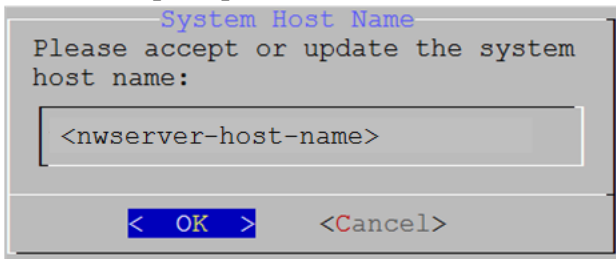 System Host Name
Please accept or update the system
host name:
<nwserver-host-name>
< OK > <Cancel>